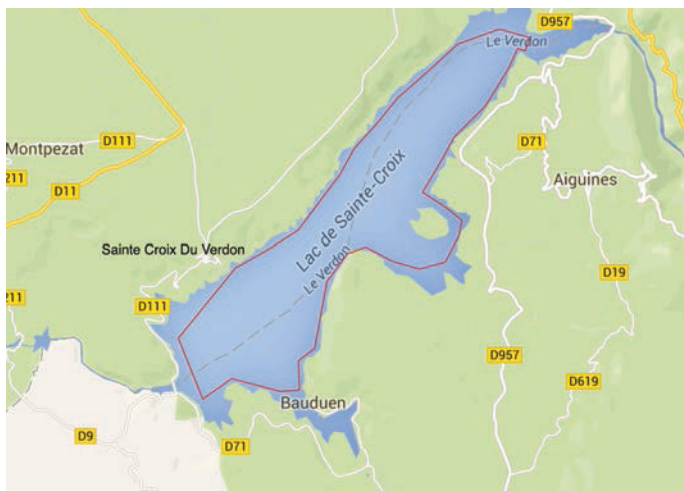 D957
Le Verdon
D111
Montpezat
D71
211
D11
Aiguines
Lac de Sainte-Croix
Sainte Croix Du Verdon
Le Verdon
D19
211
D111
D957
D619
Bauduen
D9
D71